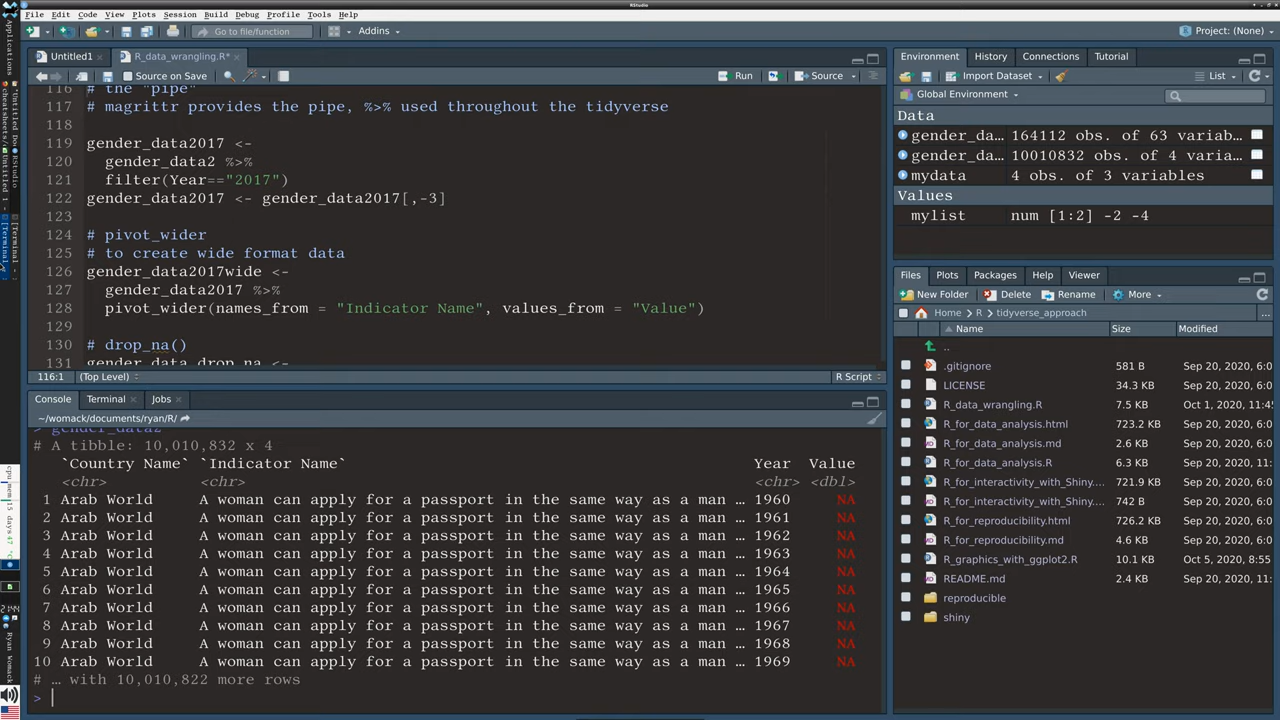 RStudio
File Edit Code View Plots Session Build Debug Profile Tools Help
Go to file/function
Addins
Project: (None)
Untitled1
R_data_wrangling.R*
Source on Save
Run
Source
116 # the "pipe"
117 # magrittr provides the pipe, %>% used throughout the tidyverse
118
119 gender_data2017 <-
120 gender_data2 %>%
121 filter(Year=="2017")
122 gender_data2017 <- gender_data2017[,-3]
123
124 # pivot_wider
125 # to create wide format data
126 gender_data2017wide <-
127 gender_data2017 %>%
128 pivot_wider(names_from = "Indicator Name", values_from = "Value")
129
130 # drop_na()
131 gender_data_drop_na <-
116:1 (Top Level) R Script
Console Terminal Jobs
~/womack/documents/ryan/R/
> gender_data2
# A tibble: 10,010,832 x 4
`Country Name` `Indicator Name` Year Value
<chr> <chr> <chr> <dbl>
1 Arab World A woman can apply for a passport in the same way as a man … 1960 NA
2 Arab World A woman can apply for a passport in the same way as a man … 1961 NA
3 Arab World A woman can apply for a passport in the same way as a man … 1962 NA
4 Arab World A woman can apply for a passport in the same way as a man … 1963 NA
5 Arab World A woman can apply for a passport in the same way as a man … 1964 NA
6 Arab World A woman can apply for a passport in the same way as a man … 1965 NA
7 Arab World A woman can apply for a passport in the same way as a man … 1966 NA
8 Arab World A woman can apply for a passport in the same way as a man … 1967 NA
9 Arab World A woman can apply for a passport in the same way as a man … 1968 NA
10 Arab World A woman can apply for a passport in the same way as a man … 1969 NA
# … with 10,010,822 more rows
>
Environment History Connections Tutorial
Import Dataset
List
Global Environment
Data
gender_da… 164112 obs. of 63 variab…
gender_da… 10010832 obs. of 4 varia…
mydata 4 obs. of 3 variables
Values
mylist num [1:2] -2 -4
Files Plots Packages Help Viewer
New Folder Delete Rename More
Home R tidyverse_approach ...
Name Size Modified
..
.gitignore 581 B Sep 20, 2020, 6:0
LICENSE 34.3 KB Sep 20, 2020, 6:0
R_data_wrangling.R 7.5 KB Oct 1, 2020, 11:45
R_for_data_analysis.html 723.2 KB Sep 20, 2020, 6:0
R_for_data_analysis.md 2.6 KB Sep 20, 2020, 6:0
R_for_data_analysis.R 6.3 KB Sep 20, 2020, 11:
R_for_interactivity_with_Shiny.... 721.9 KB Sep 20, 2020, 6:0
R_for_interactivity_with_Shiny.... 742 B Sep 20, 2020, 6:0
R_for_reproducibility.html 726.2 KB Sep 20, 2020, 6:0
R_for_reproducibility.md 4.6 KB Sep 20, 2020, 6:0
R_graphics_with_ggplot2.R 10.1 KB Oct 5, 2020, 8:55
README.md 2.4 KB Sep 20, 2020, 11:
reproducible
shiny
Applications
RStudio
[Terminal
[Terminal
cpu mem 15 days 47 °C
Ryan Womack